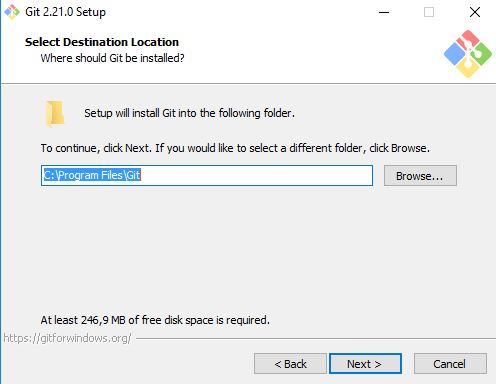 Git 2.21.0 Setup
Select Destination Location
Where should Git be installed?
Setup will install Git into the following folder.
To continue, click Next. If you would like to select a different folder, click Browse.
C:\Program Files\Git
Browse...
At least 246,9 MB of free disk space is required.
https://gitforwindows.org/
< Back
Next >
Cancel